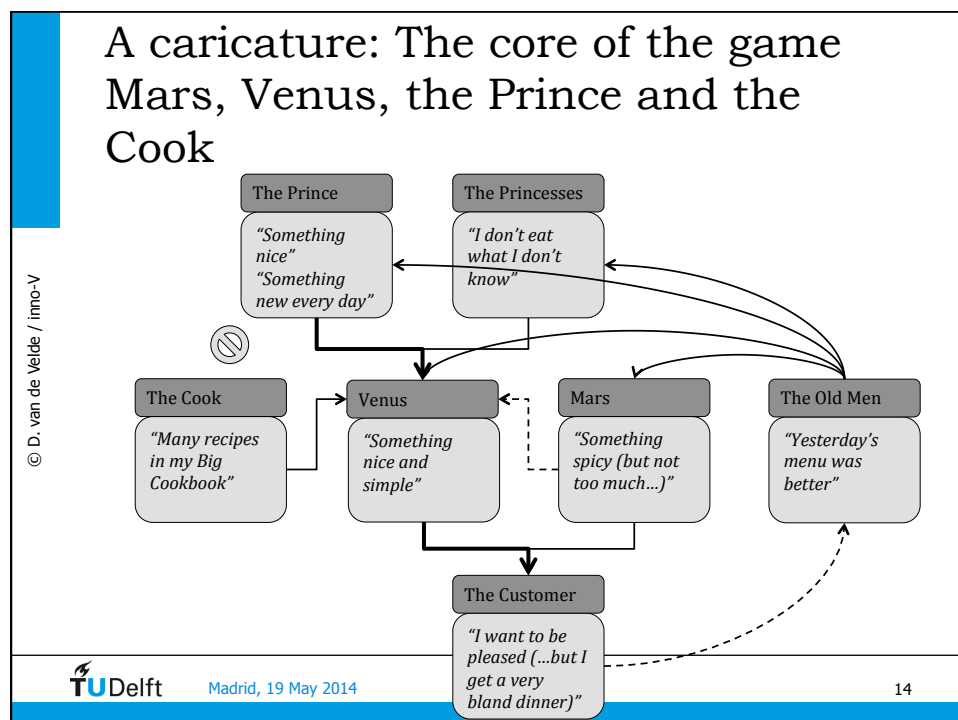 A caricature: The core of the game
Mars, Venus, the Prince and the
Cook
The Prince
“Something
nice”
“Something
new every day”
The Princesses
“I don’t eat
what I don’t
know”
© D. van de Velde / inno-V
The Cook
“Many recipes
in my Big
Cookbook”
Venus
“Something
nice and
simple”
Mars
“Something
spicy (but not
too much…)”
The Old Men
“Yesterday’s
menu was
better”
The Customer
“I want to be
pleased (…but I
get a very
bland dinner)”
TU Delft
Madrid, 19 May 2014
14